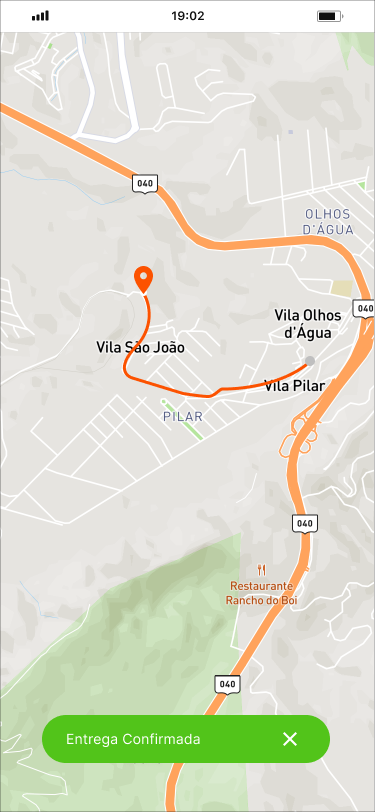 19:02
040
OLHOS
D'ÁGUA
040
Vila Olhos
d'Água
Vila São João
Vila Pilar
PILAR
040
Restaurante
Rancho do Boi
040
Entrega Confirmada